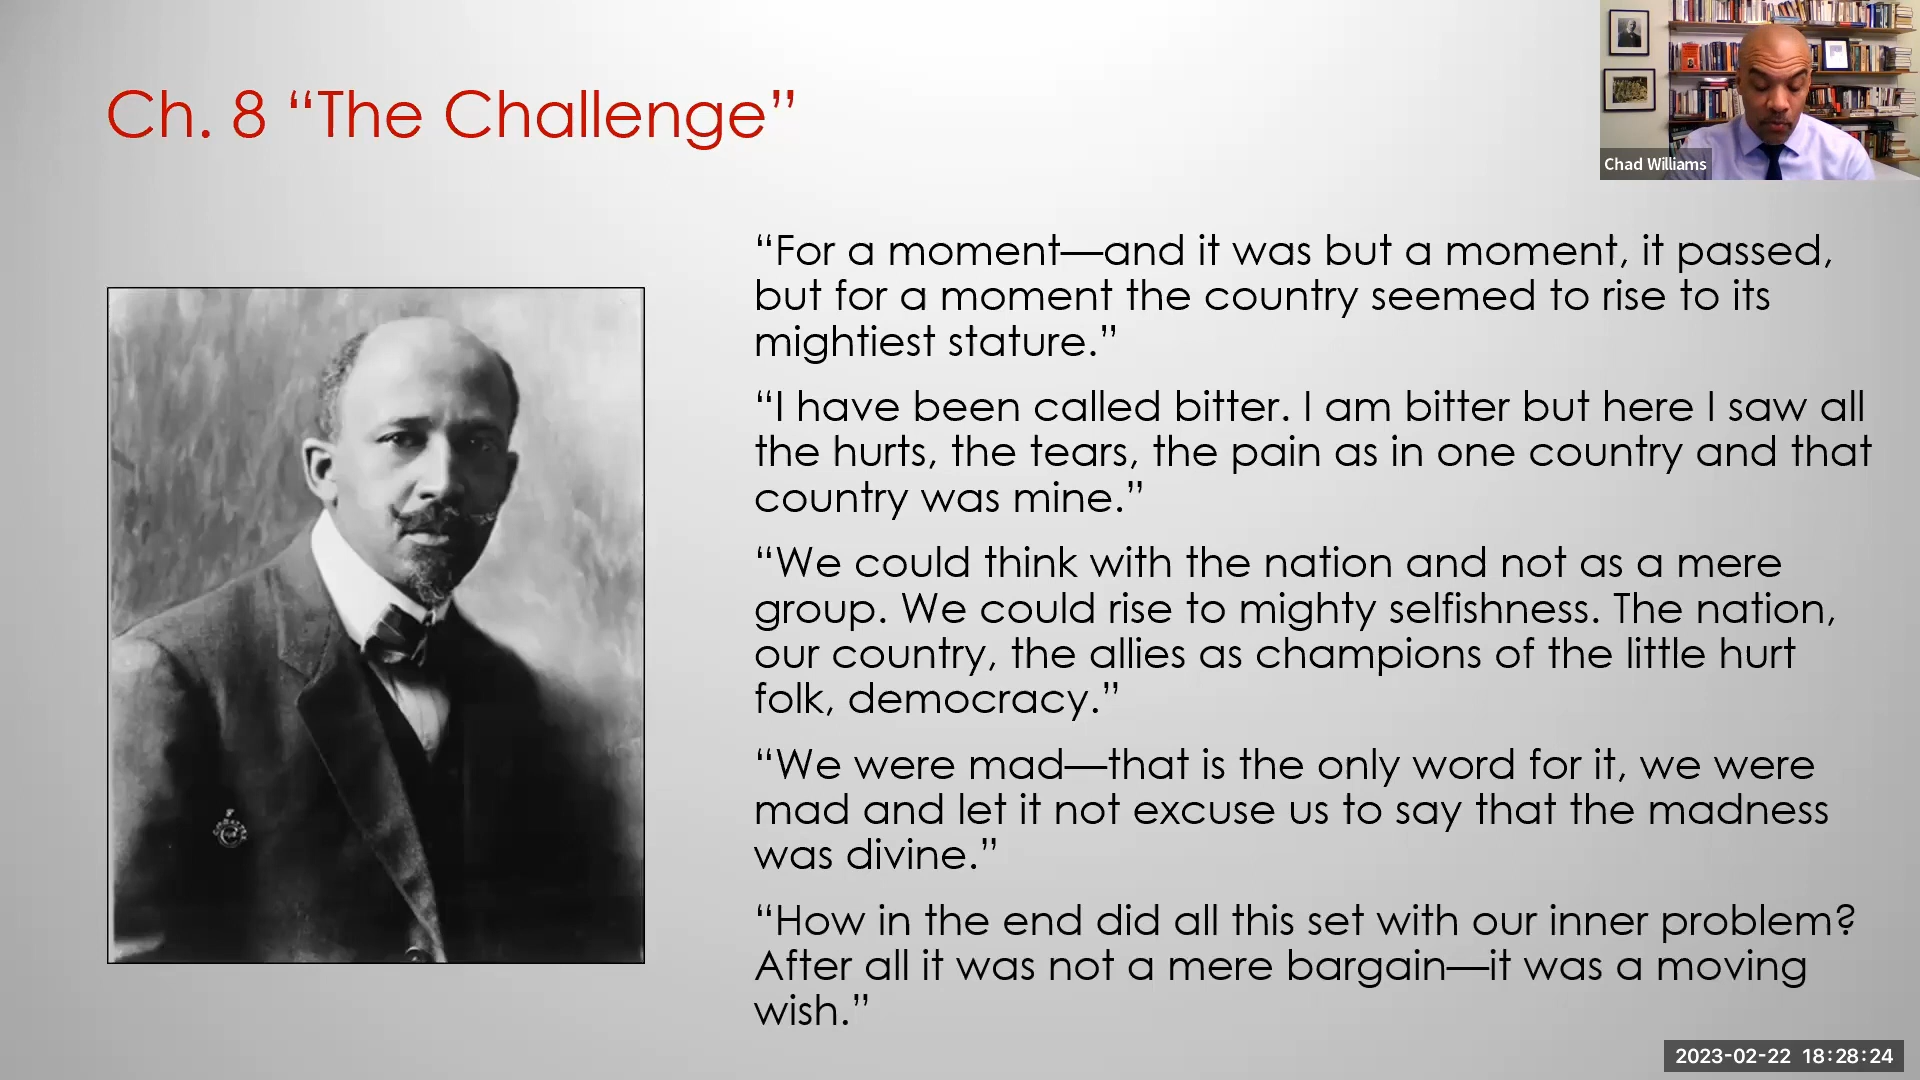 Ch. 8 “The Challenge”
Chad Williams
“For a moment—and it was but a moment, it passed,
but for a moment the country seemed to rise to its
mightiest stature.”
“I have been called bitter. I am bitter but here I saw all
the hurts, the tears, the pain as in one country and that
country was mine.”
“We could think with the nation and not as a mere
group. We could rise to mighty selfishness. The nation,
our country, the allies as champions of the little hurt
folk, democracy.”
“We were mad—that is the only word for it, we were
mad and let it not excuse us to say that the madness
was divine.”
“How in the end did all this set with our inner problem?
After all it was not a mere bargain—it was a moving
wish.”
2023-02-22 18:28:24